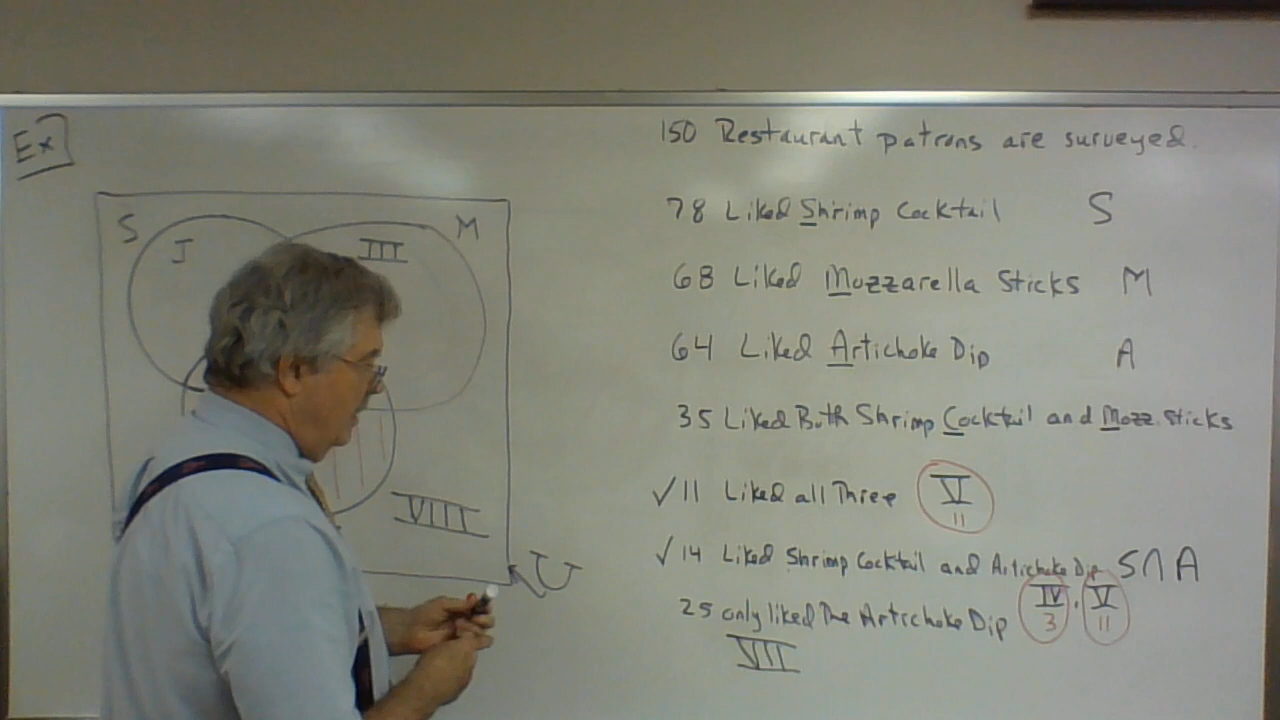 Ex
150 Restaurant patrons are surveyed.
S
I
III
M
VIII
U
78 Liked Shrimp Cocktail S
68 Liked Mozzarella Sticks M
64 Liked Artichoke Dip A
35 Liked Both Shrimp Cocktail and Mozz. Sticks
✓11 Liked all Three V
11
✓14 Liked Shrimp Cocktail and Artichoke Dip S∩A
IV, V
3 11
25 only liked The Artichoke Dip
VII